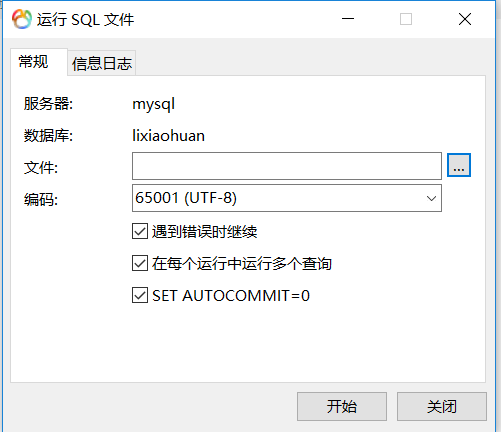 运行 SQL 文件
常规 信息日志
服务器: mysql
数据库: lixiaohuan
文件: ...
编码: 65001 (UTF-8)
遇到错误时继续
在每个运行中运行多个查询
SET AUTOCOMMIT=0
开始 关闭